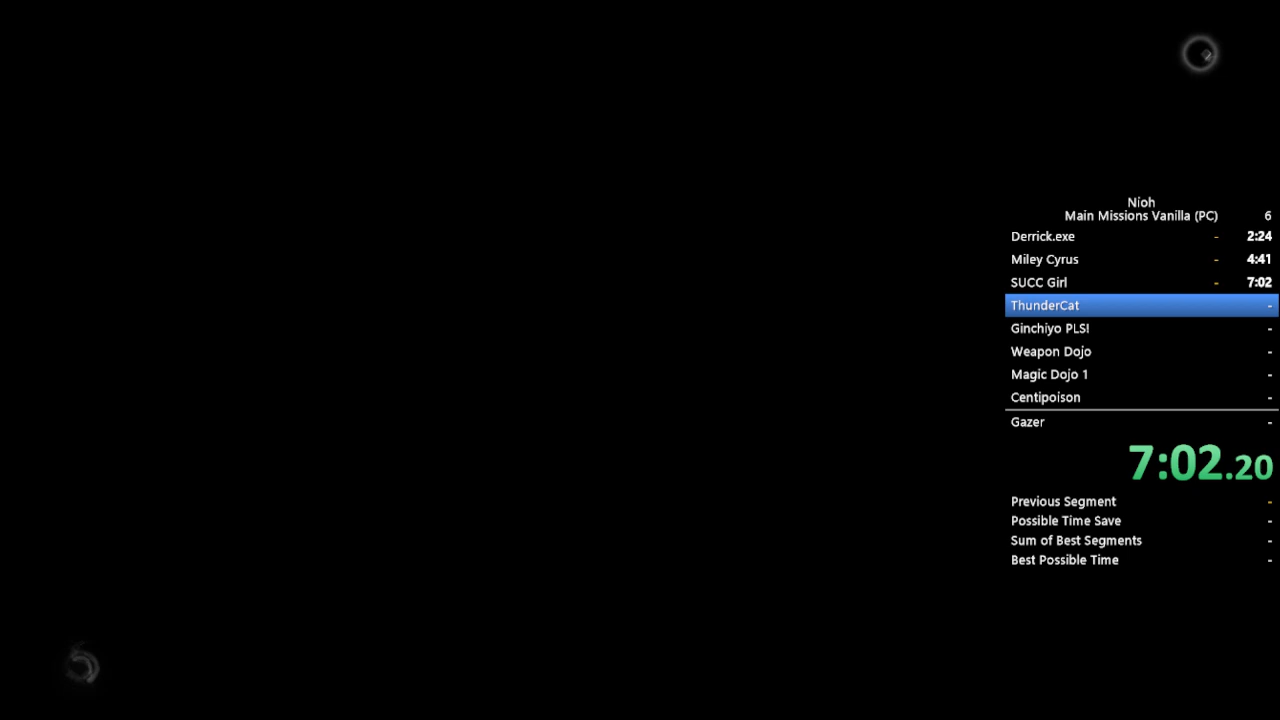 Nioh
Main Missions Vanilla (PC) 6
Derrick.exe - 2:24
Miley Cyrus - 4:41
SUCC Girl - 7:02
ThunderCat -
Ginchiyo PLS! -
Weapon Dojo -
Magic Dojo 1 -
Centipoison -
Gazer -
7:02.20
Previous Segment -
Possible Time Save -
Sum of Best Segments -
Best Possible Time -